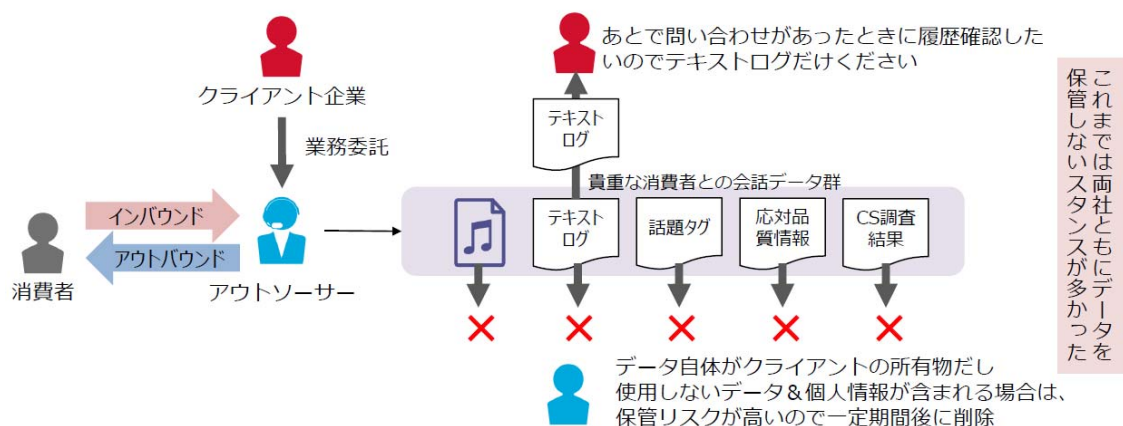 あとで問い合わせがあったときに履歴確認した
いのでテキストログだけください
クライアント企業
業務委託
テキスト
ログ
貴重な消費者との会話データ群
インバウンド
アウトバウンド
消費者
アウトソーサー
テキスト
ログ
話題タグ
応対品
質情報
CS調査
結果
これまでは両社ともにデータを
保管しないスタンスが多かった
データ自体がクライアントの所有物だし
使用しないデータ&個人情報が含まれる場合は、
保管リスクが高いので一定期間後に削除